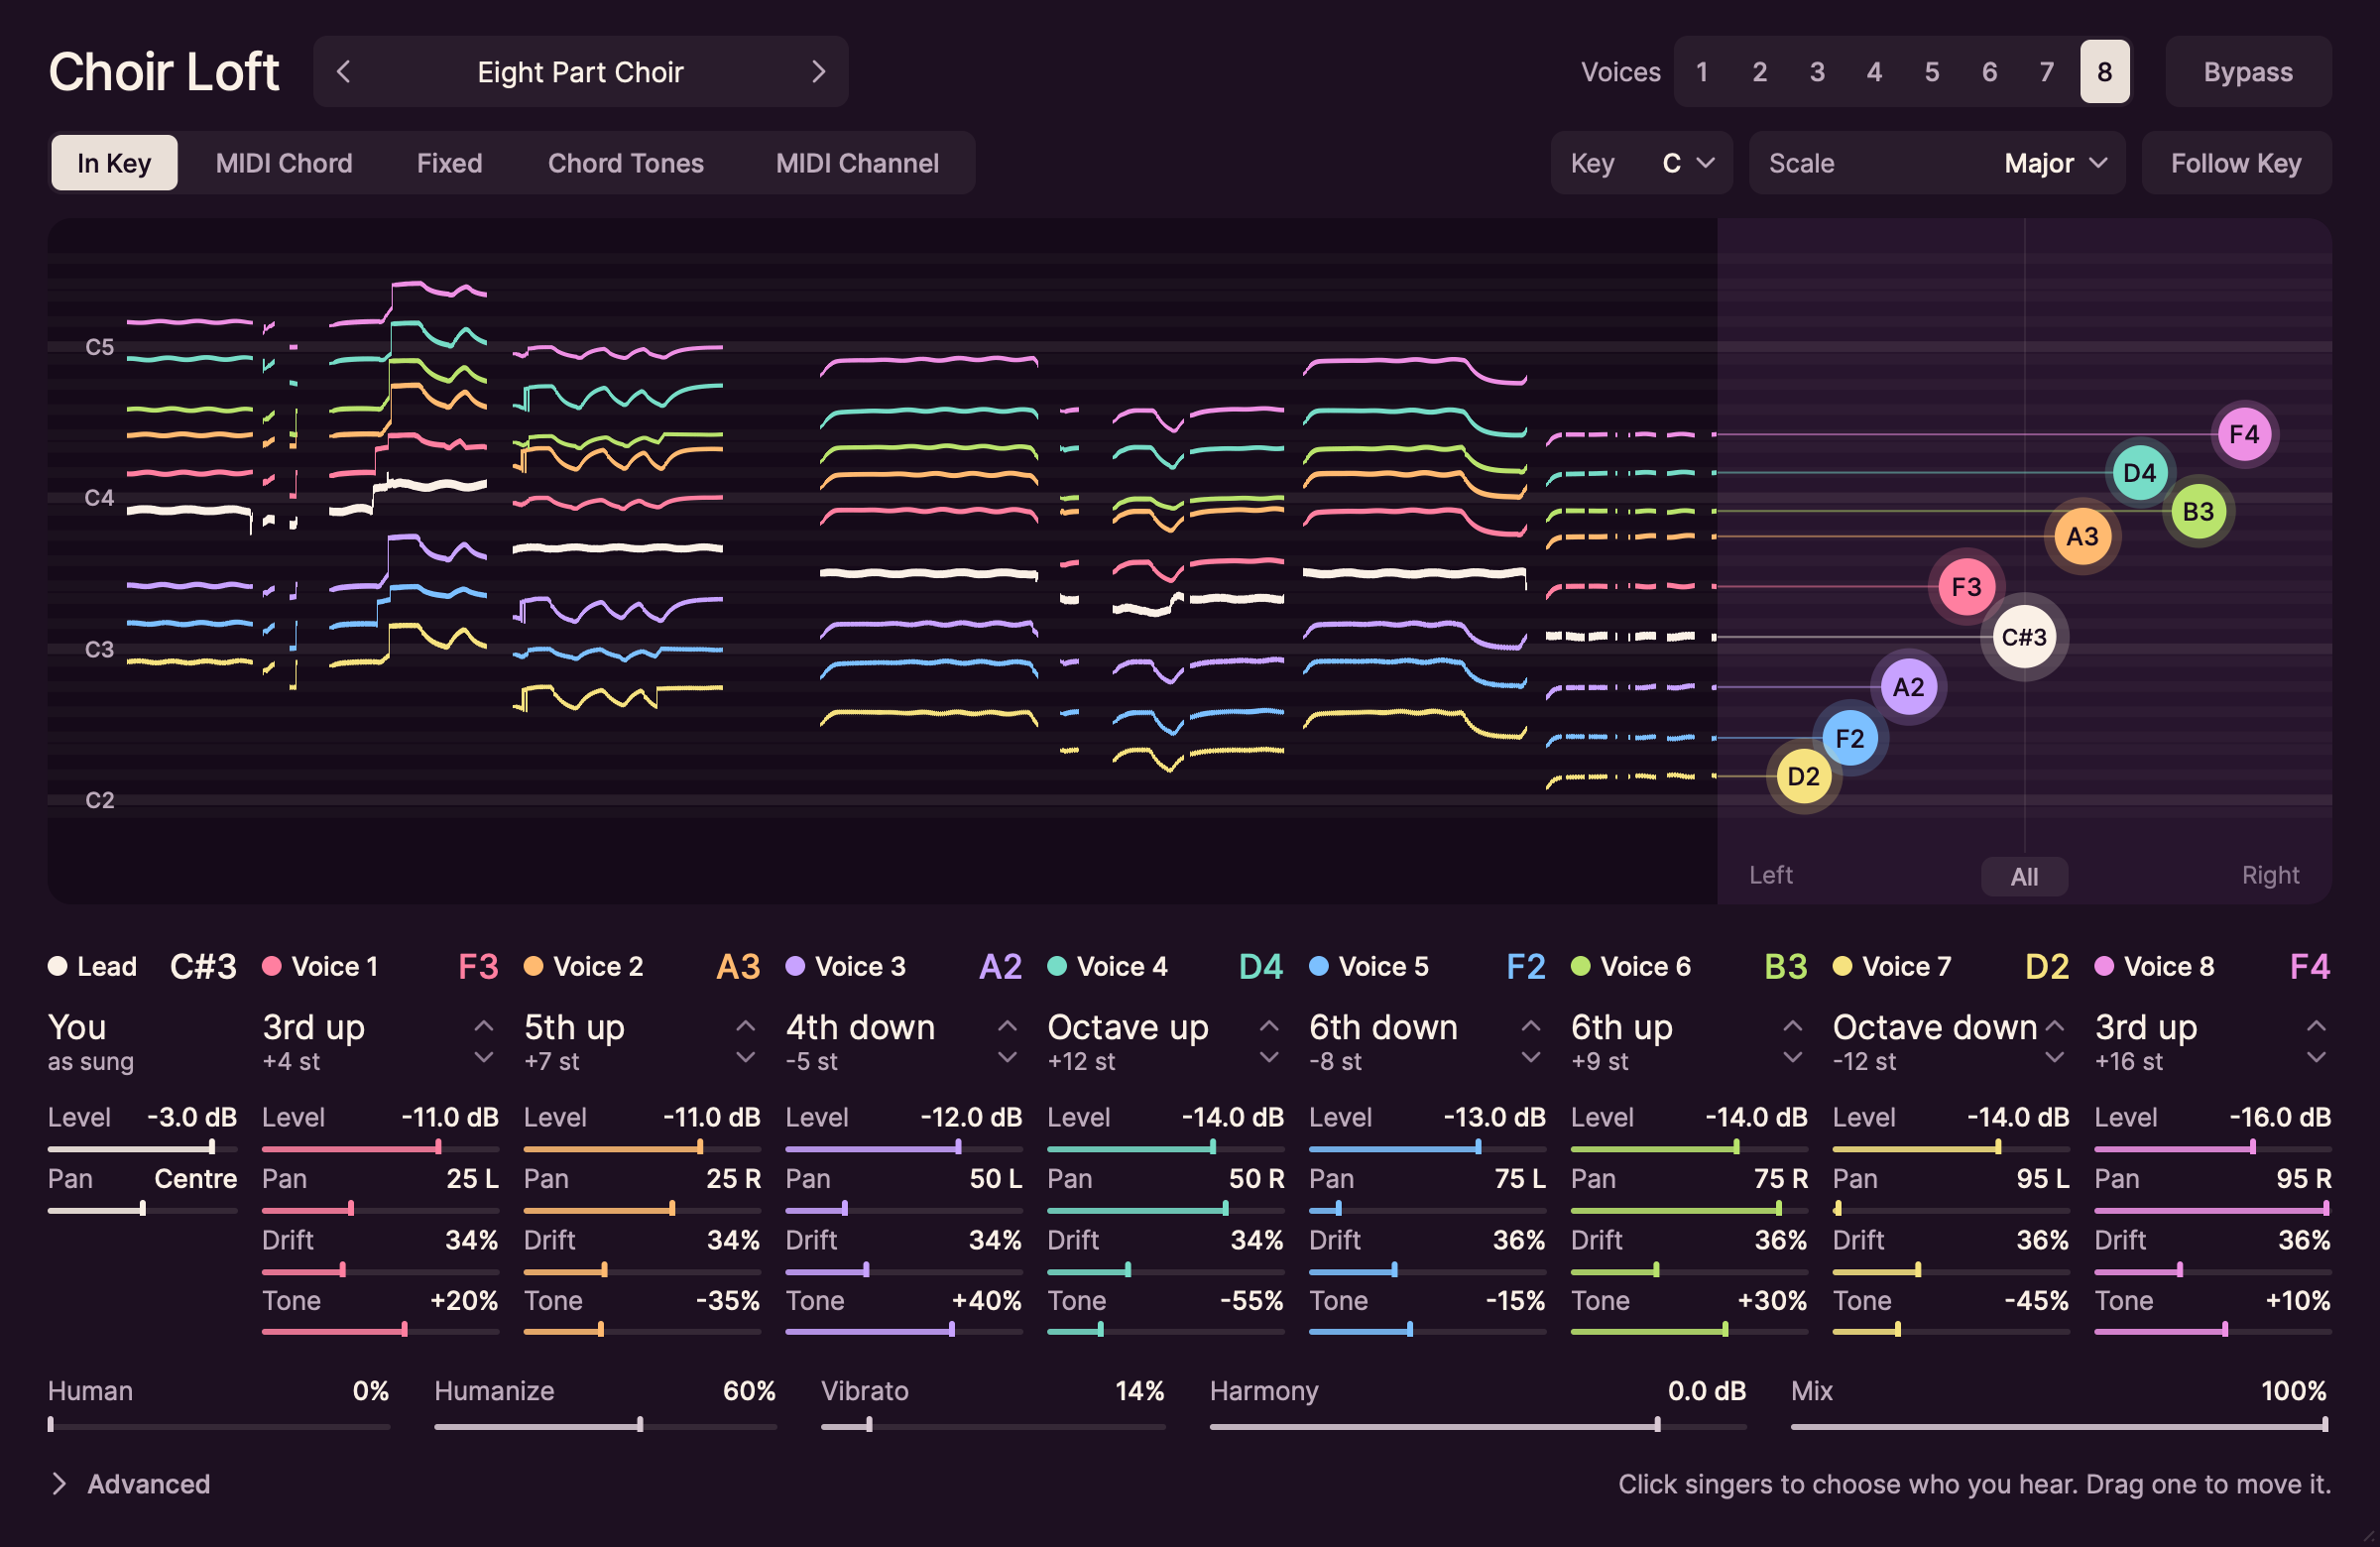 Choir Loft
Eight Part Choir
Voices 1 2 3 4 5 6 7 8
Bypass
In Key MIDI Chord Fixed Chord Tones MIDI Channel
Key C
Scale Major
Follow Key
C5
C4
C3
C2
F4
D4
B3
A3
F3
C#3
A2
F2
D2
Left All Right
Lead C#3
You
as sung
Level -3.0 dB
Pan Centre
Voice 1 F3
3rd up
+4 st
Level -11.0 dB
Pan 25 L
Drift 34%
Tone +20%
Voice 2 A3
5th up
+7 st
Level -11.0 dB
Pan 25 R
Drift 34%
Tone -35%
Voice 3 A2
4th down
-5 st
Level -12.0 dB
Pan 50 L
Drift 34%
Tone +40%
Voice 4 D4
Octave up
+12 st
Level -14.0 dB
Pan 50 R
Drift 34%
Tone -55%
Voice 5 F2
6th down
-8 st
Level -13.0 dB
Pan 75 L
Drift 36%
Tone -15%
Voice 6 B3
6th up
+9 st
Level -14.0 dB
Pan 75 R
Drift 36%
Tone +30%
Voice 7 D2
Octave down
-12 st
Level -14.0 dB
Pan 95 L
Drift 36%
Tone -45%
Voice 8 F4
3rd up
+16 st
Level -16.0 dB
Pan 95 R
Drift 36%
Tone +10%
Human 0%
Humanize 60%
Vibrato 14%
Harmony 0.0 dB
Mix 100%
Advanced
Click singers to choose who you hear. Drag one to move it.